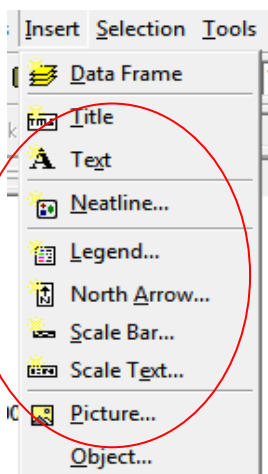 Insert Selection Tools
Data Frame
Title
Text
Neatline...
Legend...
North Arrow...
Scale Bar...
Scale Text...
Picture...
Object...